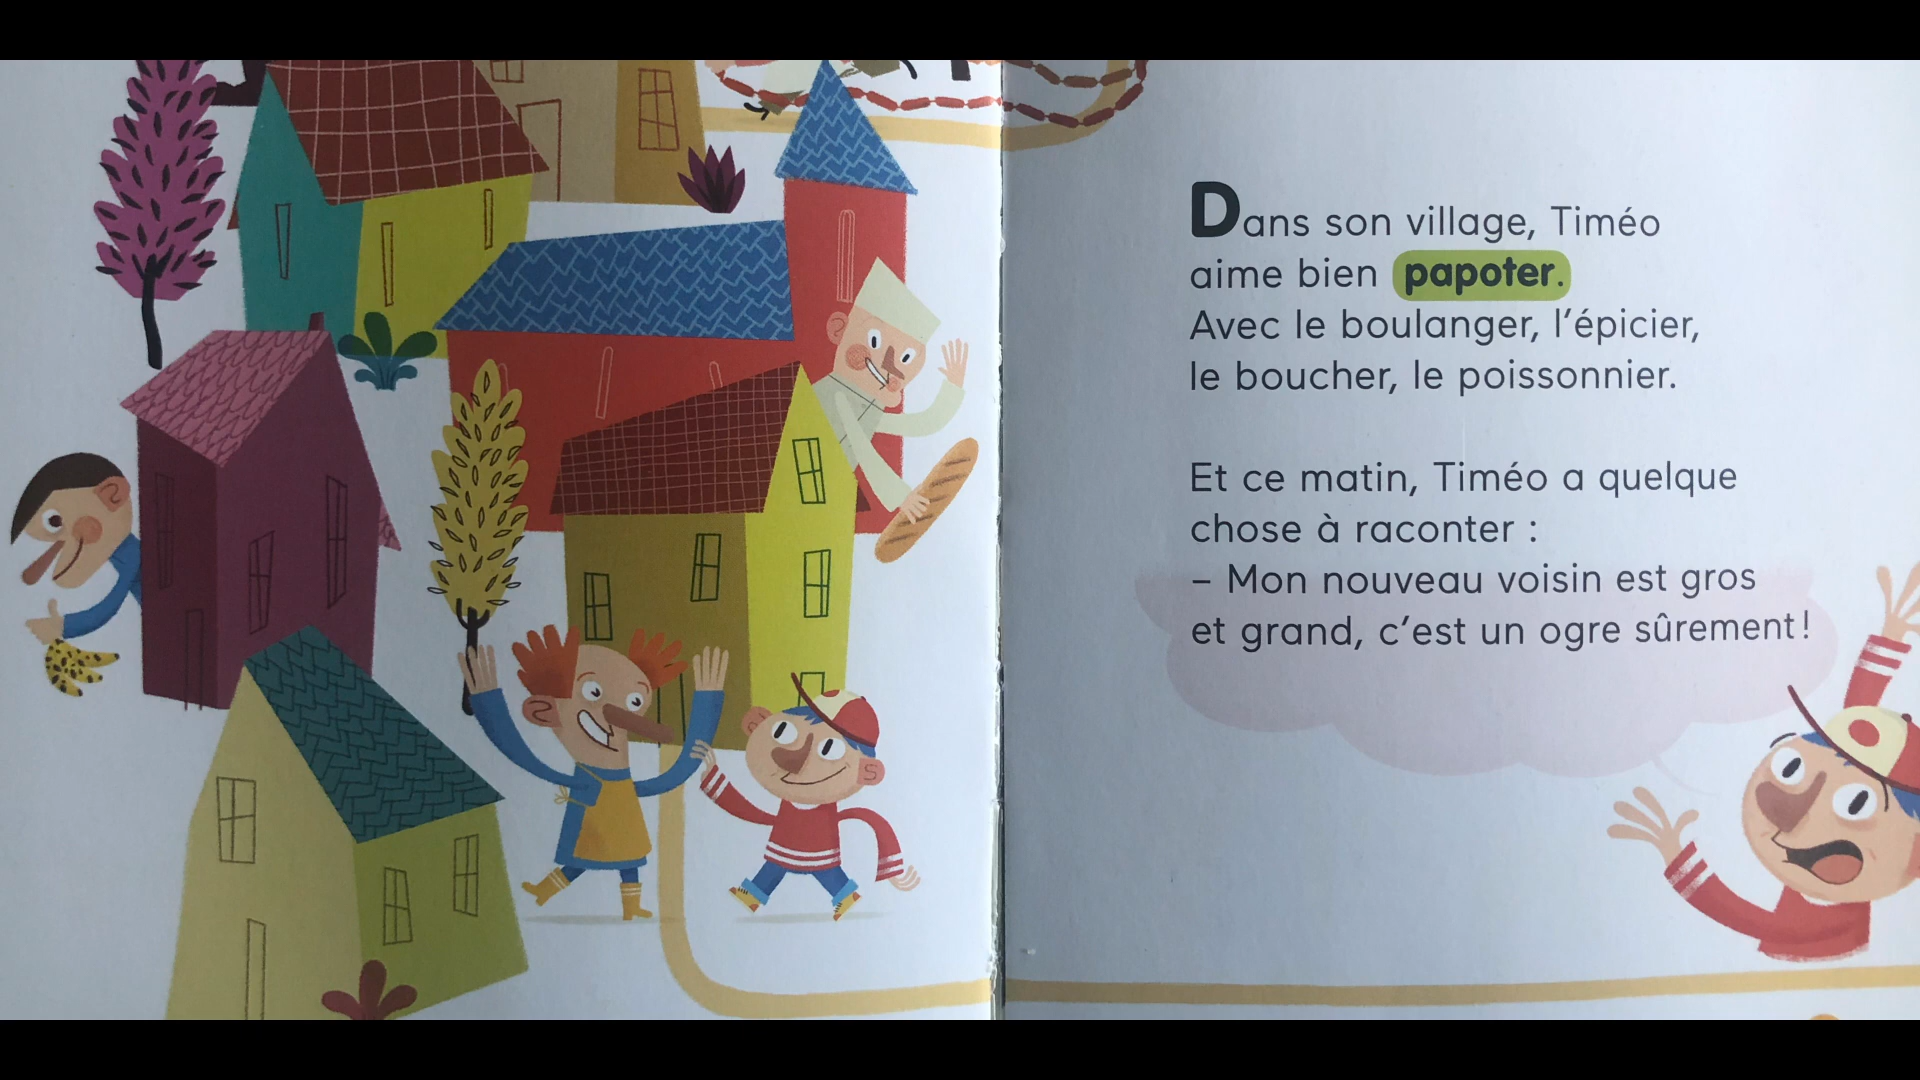 Dans son village, Timéo
aime bien papoter.
Avec le boulanger, l'épicier,
le boucher, le poissonnier.
Et ce matin, Timéo a quelque
chose à raconter :
– Mon nouveau voisin est gros
et grand, c'est un ogre sûrement!